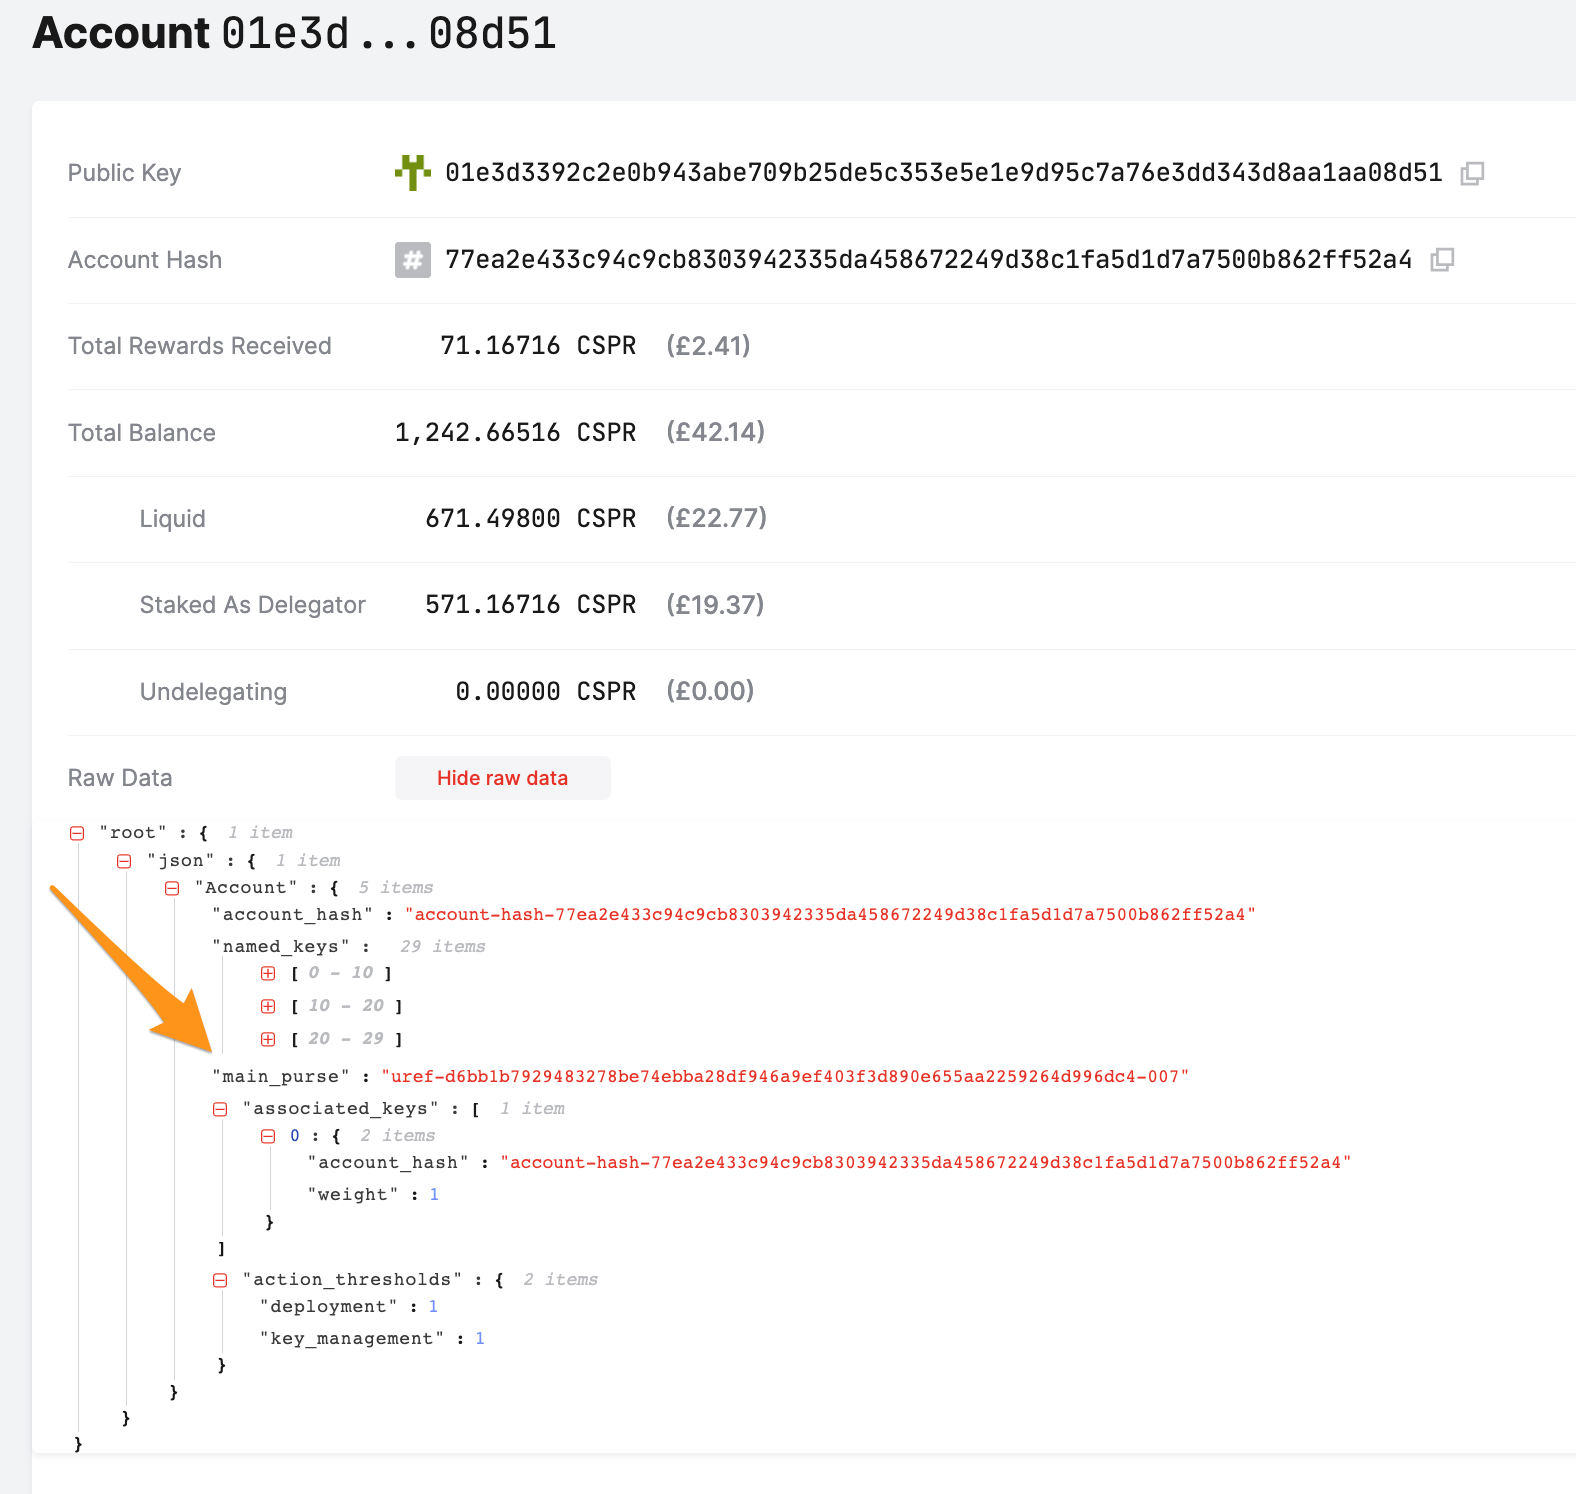 Account 01e3d...08d51
Public Key 01e3d3392c2e0b943abe709b25de5c353e5e1e9d95c7a76e3dd343d8aa1aa08d51
Account Hash # 77ea2e433c94c9cb8303942335da458672249d38c1fa5d1d7a7500b862ff52a4
Total Rewards Received 71.16716 CSPR (£2.41)
Total Balance 1,242.66516 CSPR (£42.14)
Liquid 671.49800 CSPR (£22.77)
Staked As Delegator 571.16716 CSPR (£19.37)
Undelegating 0.00000 CSPR (£0.00)
Raw Data Hide raw data
"root" : { 1 item
"json" : { 1 item
"Account" : { 5 items
"account_hash" : "account-hash-77ea2e433c94c9cb8303942335da458672249d38c1fa5d1d7a7500b862ff52a4"
"named_keys" : 29 items
[ 0 - 10 ]
[ 10 - 20 ]
[ 20 - 29 ]
"main_purse" : "uref-d6bb1b7929483278be74ebba28df946a9ef403f3d890e655aa2259264d996dc4-007"
"associated_keys" : [ 1 item
0 : { 2 items
"account_hash" : "account-hash-77ea2e433c94c9cb8303942335da458672249d38c1fa5d1d7a7500b862ff52a4"
"weight" : 1
}
]
"action_thresholds" : { 2 items
"deployment" : 1
"key_management" : 1
}
}
}
}